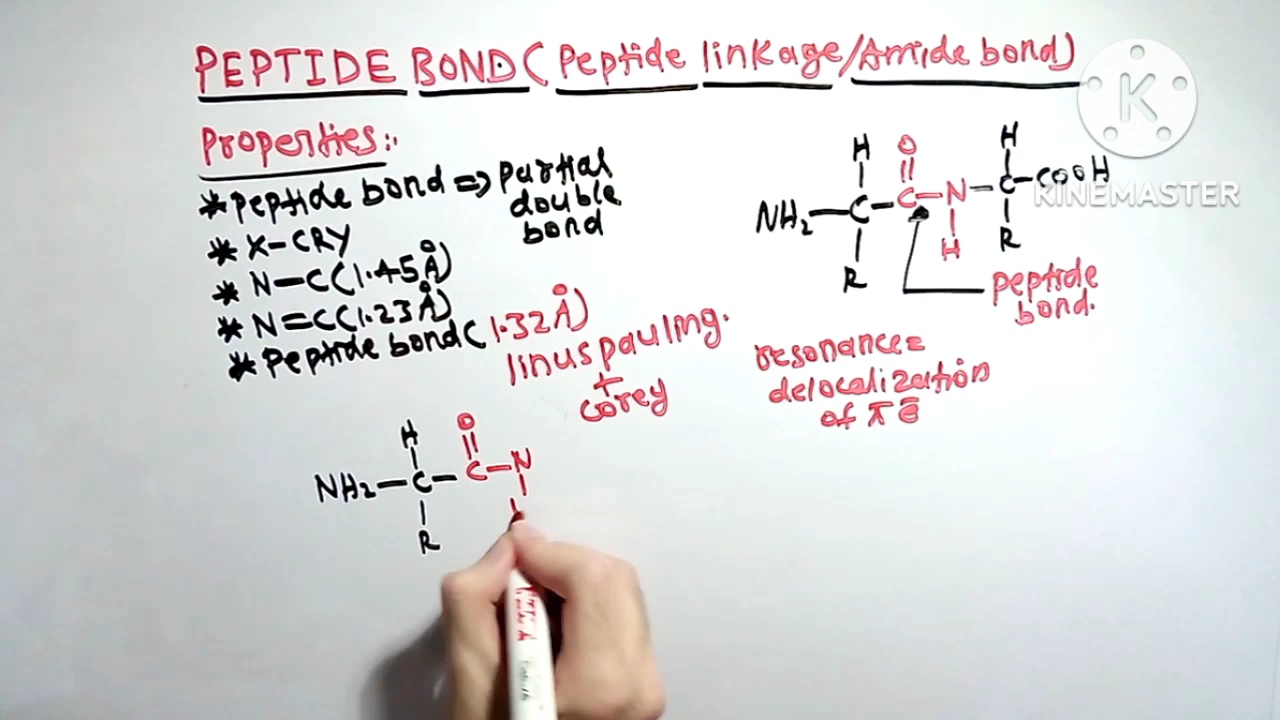 PEPTIDE BOND (Peptide linkage/Amide bond)
Properties:-
* Peptide bond => Partial double bond
* X-CRY
* N-C (1.45Å)
* N=C (1.23Å)
* Peptide bond (1.32Å)
linus pauling.
+
corey
H O H
NH2-C-C-N-C-COOH
R H R
peptide
bond.
resonance=
delocalization
of π ē
H O
NH2-C-C-N
R
K
KINEMASTER